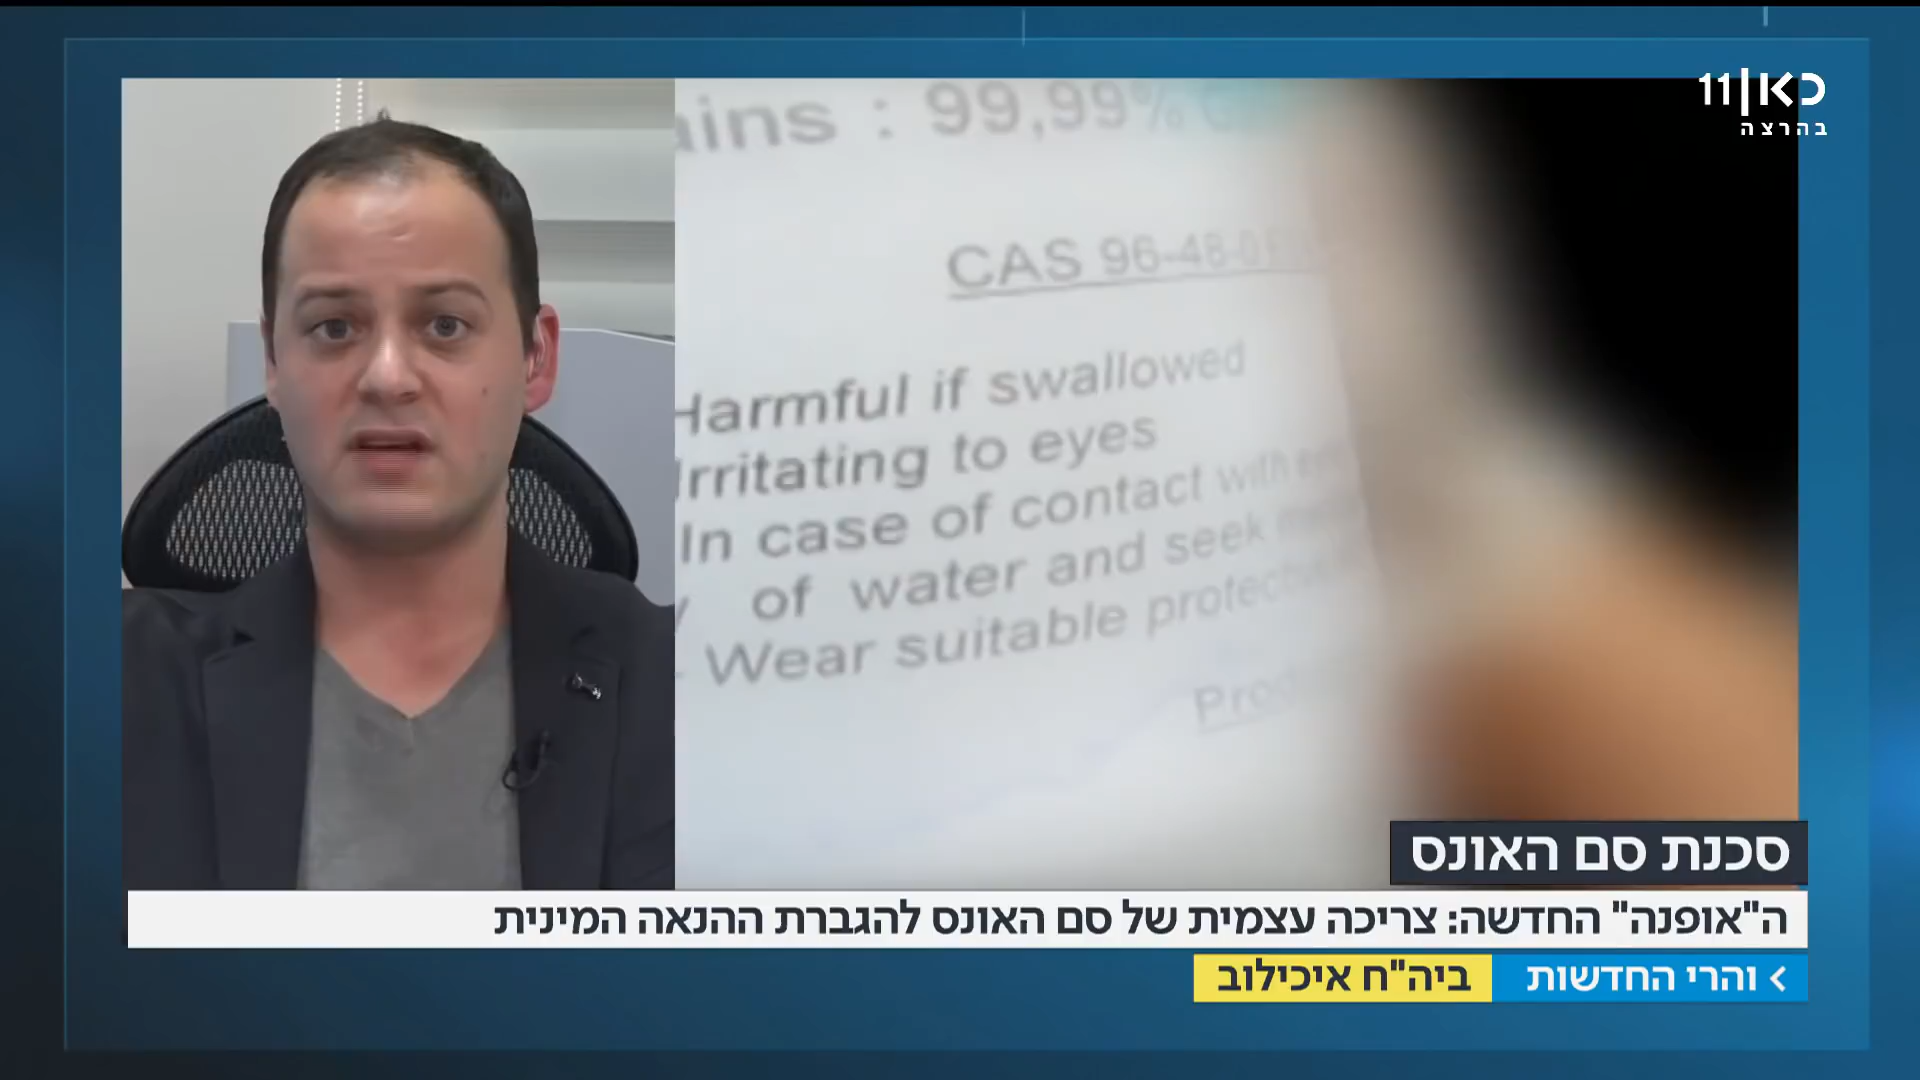 כאן 11
בהרצה
ains : 99,99%
CAS 96-48-0
Harmful if swallowed
Irritating to eyes
In case of contact with
of water and seek
- Wear suitable
סכנת סם האונס
ה"אופנה" החדשה: צריכה עצמית של סם האונס להגברת ההנאה המינית
והרי החדשות
ביה"ח איכילוב